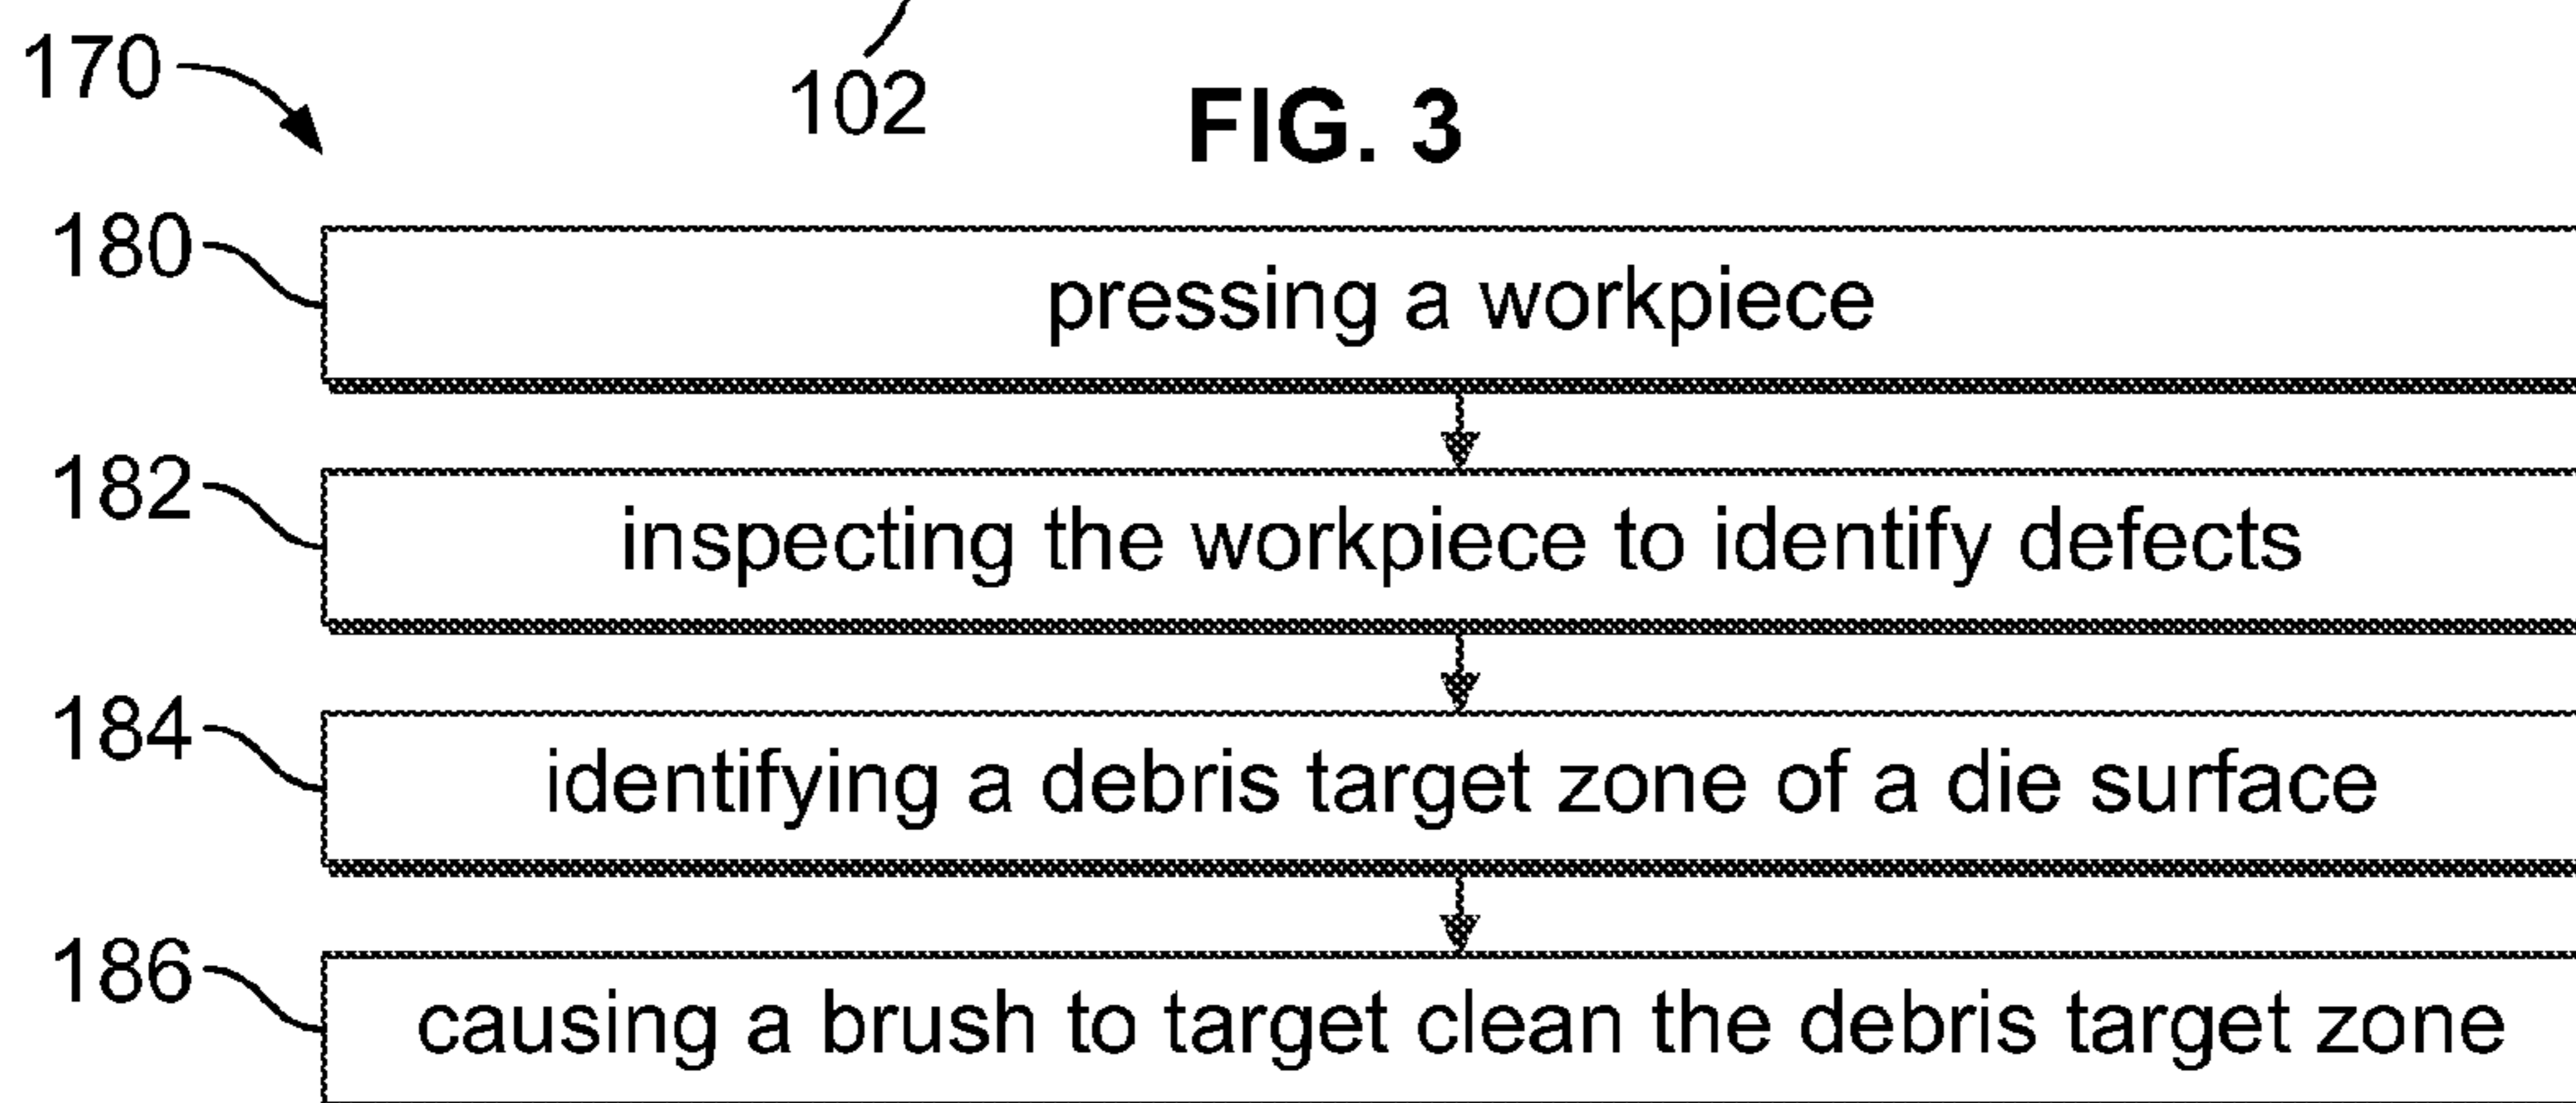 170
102
FIG. 3
180
pressing a workpiece
182
inspecting the workpiece to identify defects
184
identifying a debris target zone of a die surface
186
causing a brush to target clean the debris target zone